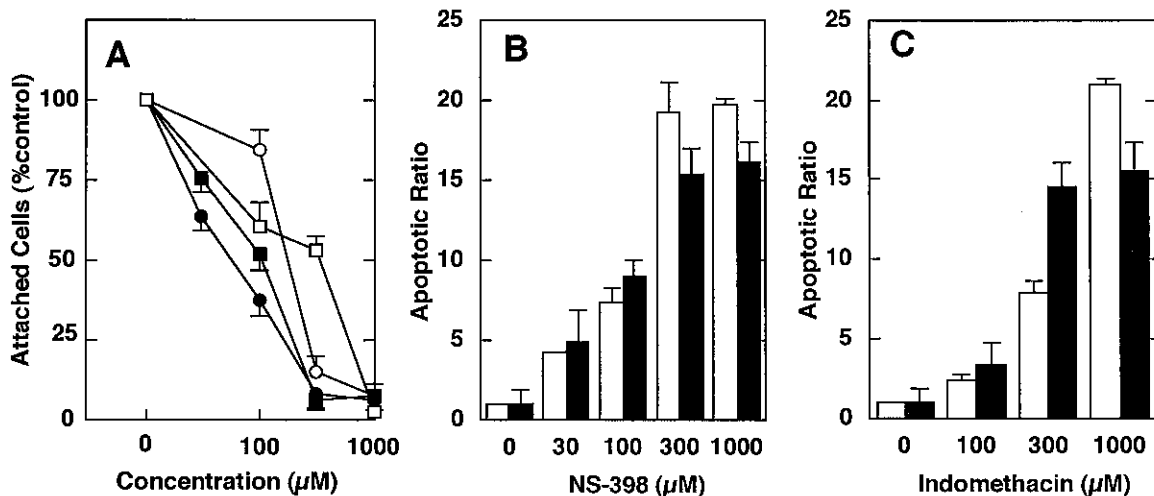 A
Attached Cells (%control)
100
75
50
25
0
0 100 1000
Concentration (µM)
B
Apoptotic Ratio
25
20
15
10
5
0
0 30 100 300 1000
NS-398 (µM)
C
Apoptotic Ratio
25
20
15
10
5
0
0 100 300 1000
Indomethacin (µM)